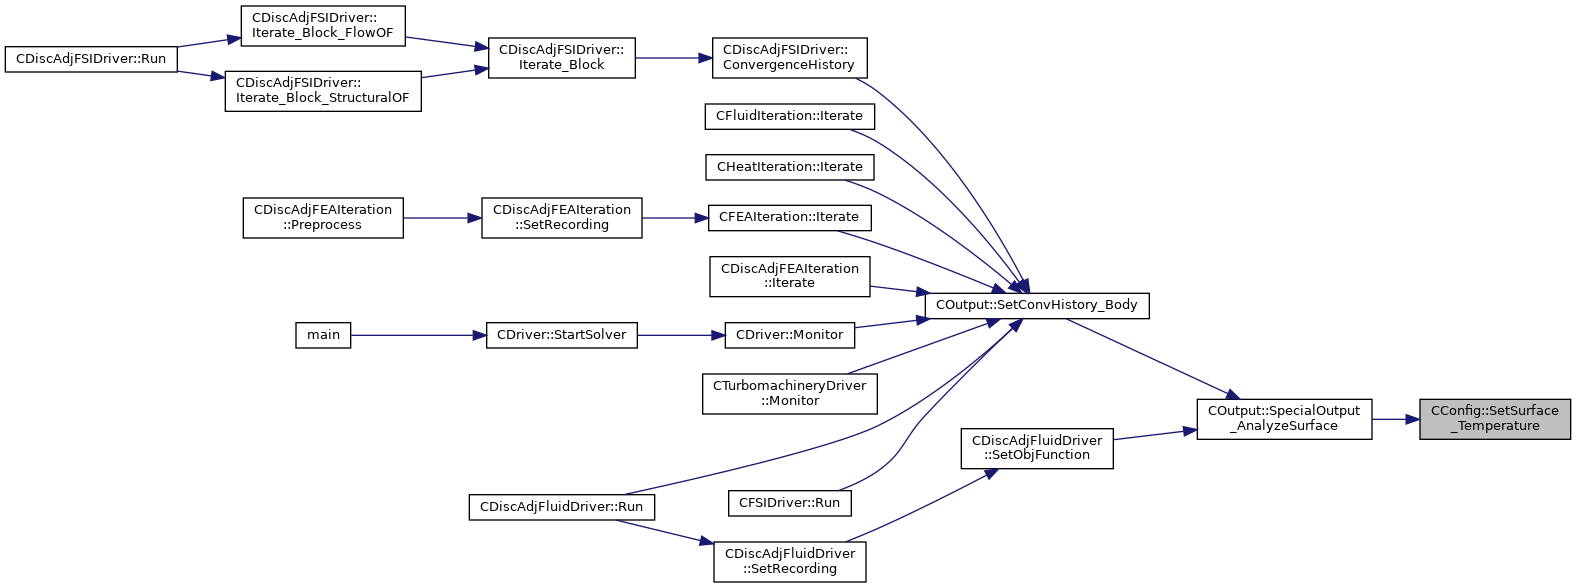 CDiscAdjFSIDriver::Run
CDiscAdjFSIDriver::
Iterate_Block_FlowOF
CDiscAdjFSIDriver::
Iterate_Block_StructuralOF
CDiscAdjFSIDriver::
Iterate_Block
CDiscAdjFSIDriver::
ConvergenceHistory
CFluidIteration::Iterate
CHeatIteration::Iterate
CDiscAdjFEAIteration
::Preprocess
CDiscAdjFEAIteration
::SetRecording
CFEAIteration::Iterate
CDiscAdjFEAIteration
::Iterate
COutput::SetConvHistory_Body
main
CDriver::StartSolver
CDriver::Monitor
CTurbomachineryDriver
::Monitor
COutput::SpecialOutput
_AnalyzeSurface
CConfig::SetSurface
_Temperature
CDiscAdjFluidDriver
::SetObjFunction
CDiscAdjFluidDriver::Run
CFSIDriver::Run
CDiscAdjFluidDriver
::SetRecording